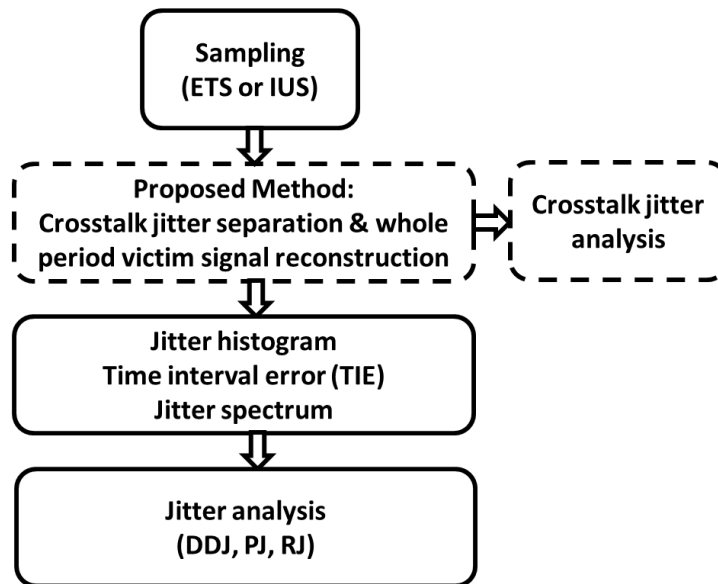 Sampling
(ETS or IUS)
Proposed Method:
Crosstalk jitter separation & whole
period victim signal reconstruction
Crosstalk jitter
analysis
Jitter histogram
Time interval error (TIE)
Jitter spectrum
Jitter analysis
(DDJ, PJ, RJ)